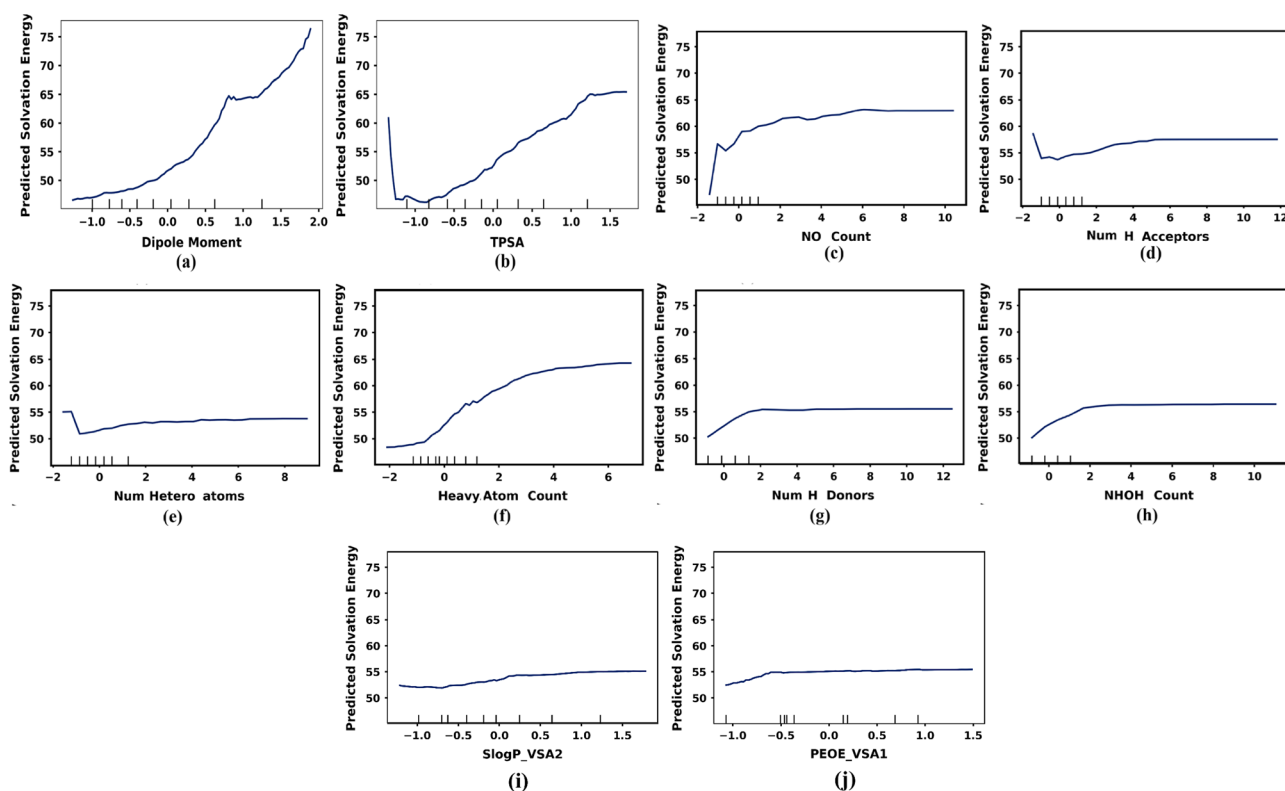 Predicted Solvation Energy
75
70
65
60
55
50
−1.0 −0.5 0.0 0.5 1.0 1.5 2.0
Dipole Moment
(a)
Predicted Solvation Energy
75
70
65
60
55
50
−1.0 −0.5 0.0 0.5 1.0 1.5
TPSA
(b)
Predicted Solvation Energy
75
70
65
60
55
50
−2 0 2 4 6 8 10
NO Count
(c)
Predicted Solvation Energy
75
70
65
60
55
50
−2 0 2 4 6 8 10 12
Num H Acceptors
(d)
Predicted Solvation Energy
75
70
65
60
55
50
−2 0 2 4 6 8
Num Hetero atoms
(e)
Predicted Solvation Energy
75
70
65
60
55
50
−2 0 2 4 6
Heavy Atom Count
(f)
Predicted Solvation Energy
75
70
65
60
55
50
0 2 4 6 8 10 12
Num H Donors
(g)
Predicted Solvation Energy
75
70
65
60
55
50
0 2 4 6 8 10
NHOH Count
(h)
Predicted Solvation Energy
75
70
65
60
55
50
−1.0 −0.5 0.0 0.5 1.0 1.5
SlogP_VSA2
(i)
Predicted Solvation Energy
75
70
65
60
55
50
−1.0 −0.5 0.0 0.5 1.0 1.5
PEOE_VSA1
(j)